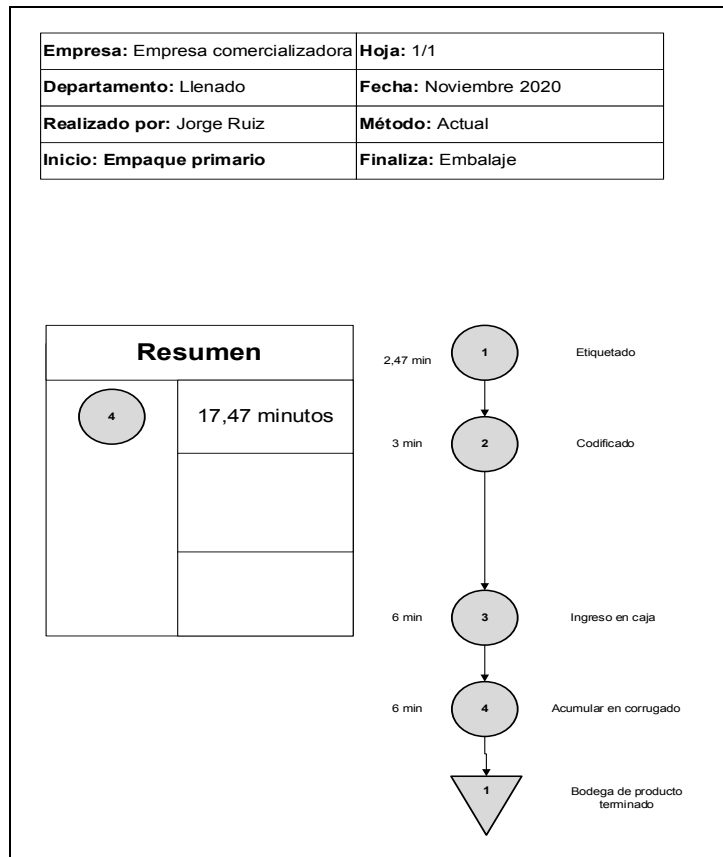 Empresa: Empresa comercializadora Hoja: 1/1
Departamento: Llenado Fecha: Noviembre 2020
Realizado por: Jorge Ruiz Método: Actual
Inicio: Empaque primario Finaliza: Embalaje
Resumen
4 17,47 minutos
2,47 min 1 Etiquetado
3 min 2 Codificado
6 min 3 Ingreso en caja
6 min 4 Acumular en corrugado
1 Bodega de producto
terminado